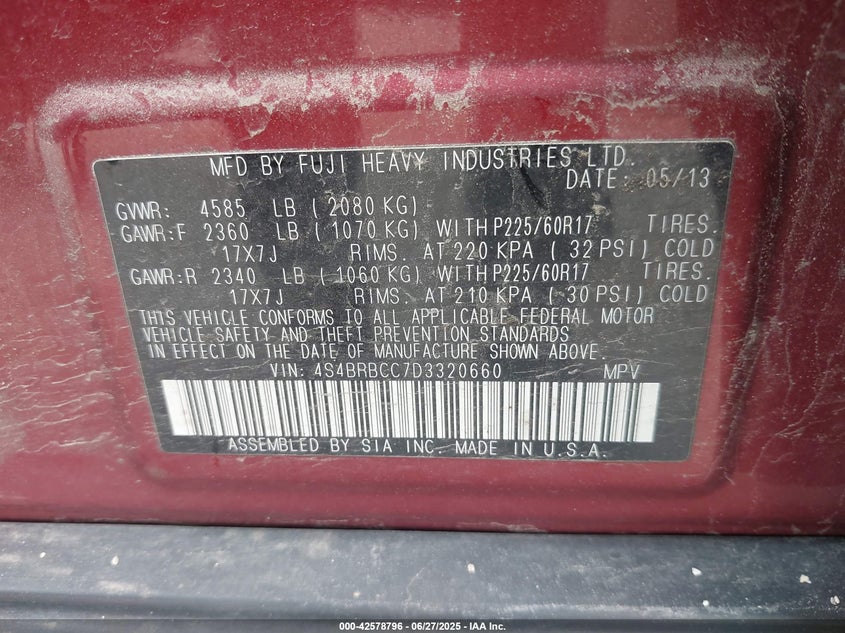 MFD BY FUJI HEAVY INDUSTRIES LTD.
DATE: 05/13
GVWR: 4585 LB ( 2080 KG)
GAWR:F 2360 LB ( 1070 KG) WITH P225/60R17 TIRES.
17X7J RIMS. AT 220 KPA ( 32 PSI) COLD
GAWR:R 2340 LB ( 1060 KG) WITH P225/60R17 TIRES.
17X7J RIMS. AT 210 KPA ( 30 PSI) COLD
THIS VEHICLE CONFORMS TO ALL APPLICABLE FEDERAL MOTOR
VEHICLE SAFETY AND THEFT PREVENTION STANDARDS
IN EFFECT ON THE DATE OF MANUFACTURE SHOWN ABOVE.
VIN: 4S4BRBCC7D3320660 MPV
ASSEMBLED BY SIA INC. MADE IN U.S.A.
000-42578796 - 06/27/2025 - IAA Inc.